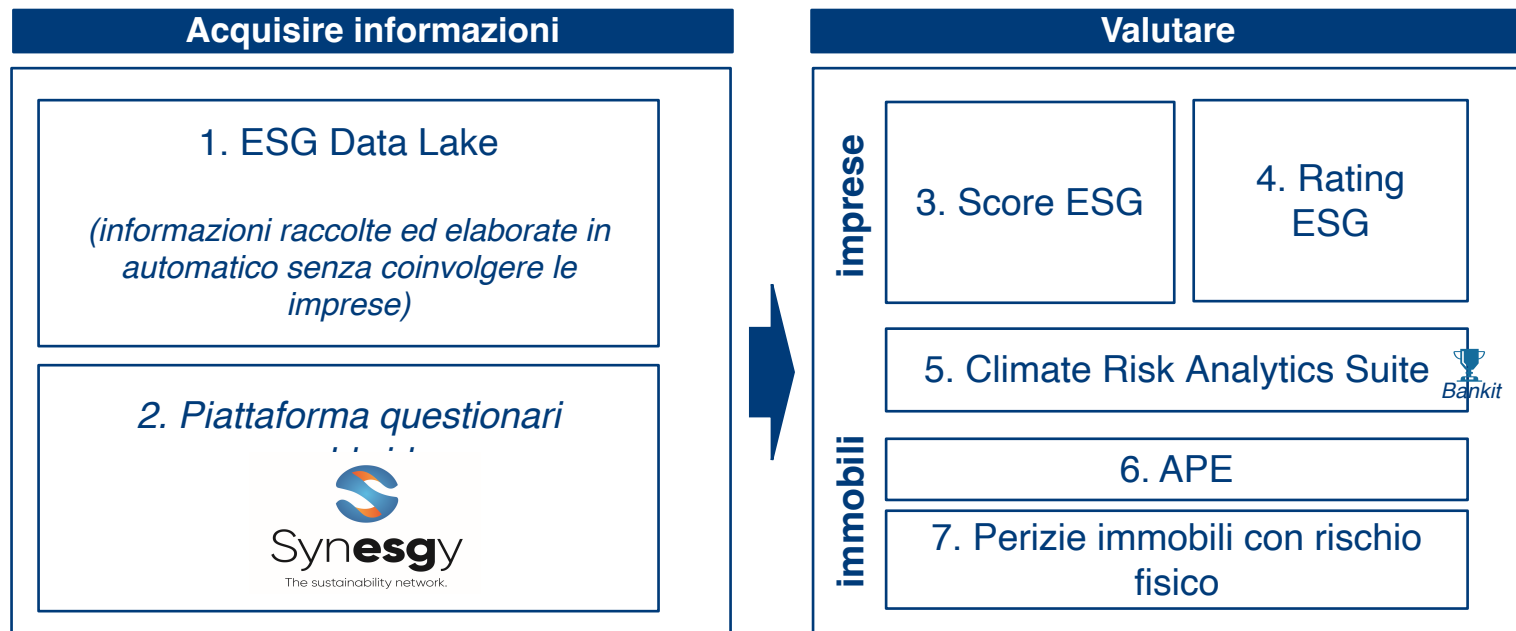 Acquisire informazioni
1. ESG Data Lake
(informazioni raccolte ed elaborate in
automatico senza coinvolgere le
imprese)
2. Piattaforma questionari
Synesgy
The sustainability network.
Valutare
imprese
3. Score ESG
4. Rating
ESG
5. Climate Risk Analytics Suite
Bankit
immobili
6. APE
7. Perizie immobili con rischio
fisico